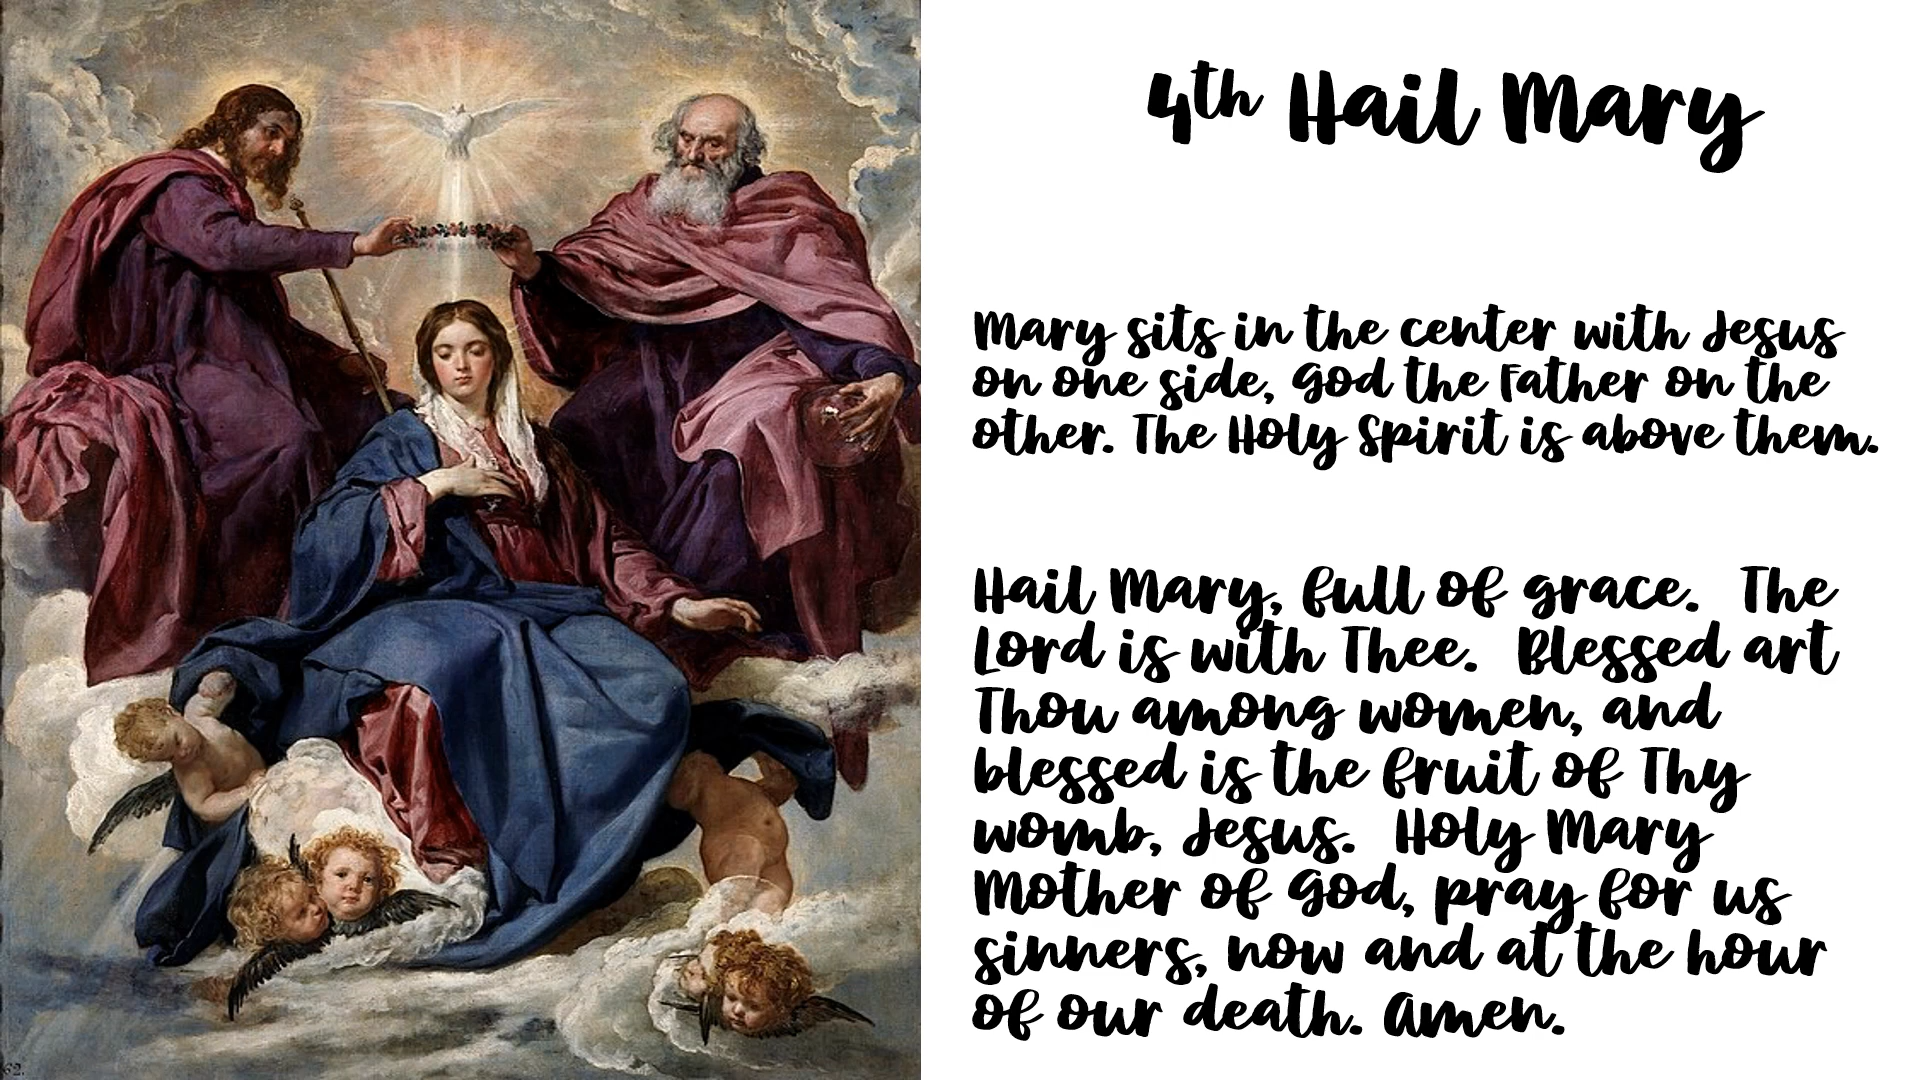 4th Hail Mary
Mary sits in the center with Jesus
on one side, God the Father on the
other. The Holy Spirit is above them.
Hail Mary, full of grace.  The
Lord is with Thee.  Blessed art
Thou among women, and
blessed is the fruit of Thy
womb, Jesus.  Holy Mary
Mother of God, pray for us
sinners, now and at the hour
of our death. Amen.
62.